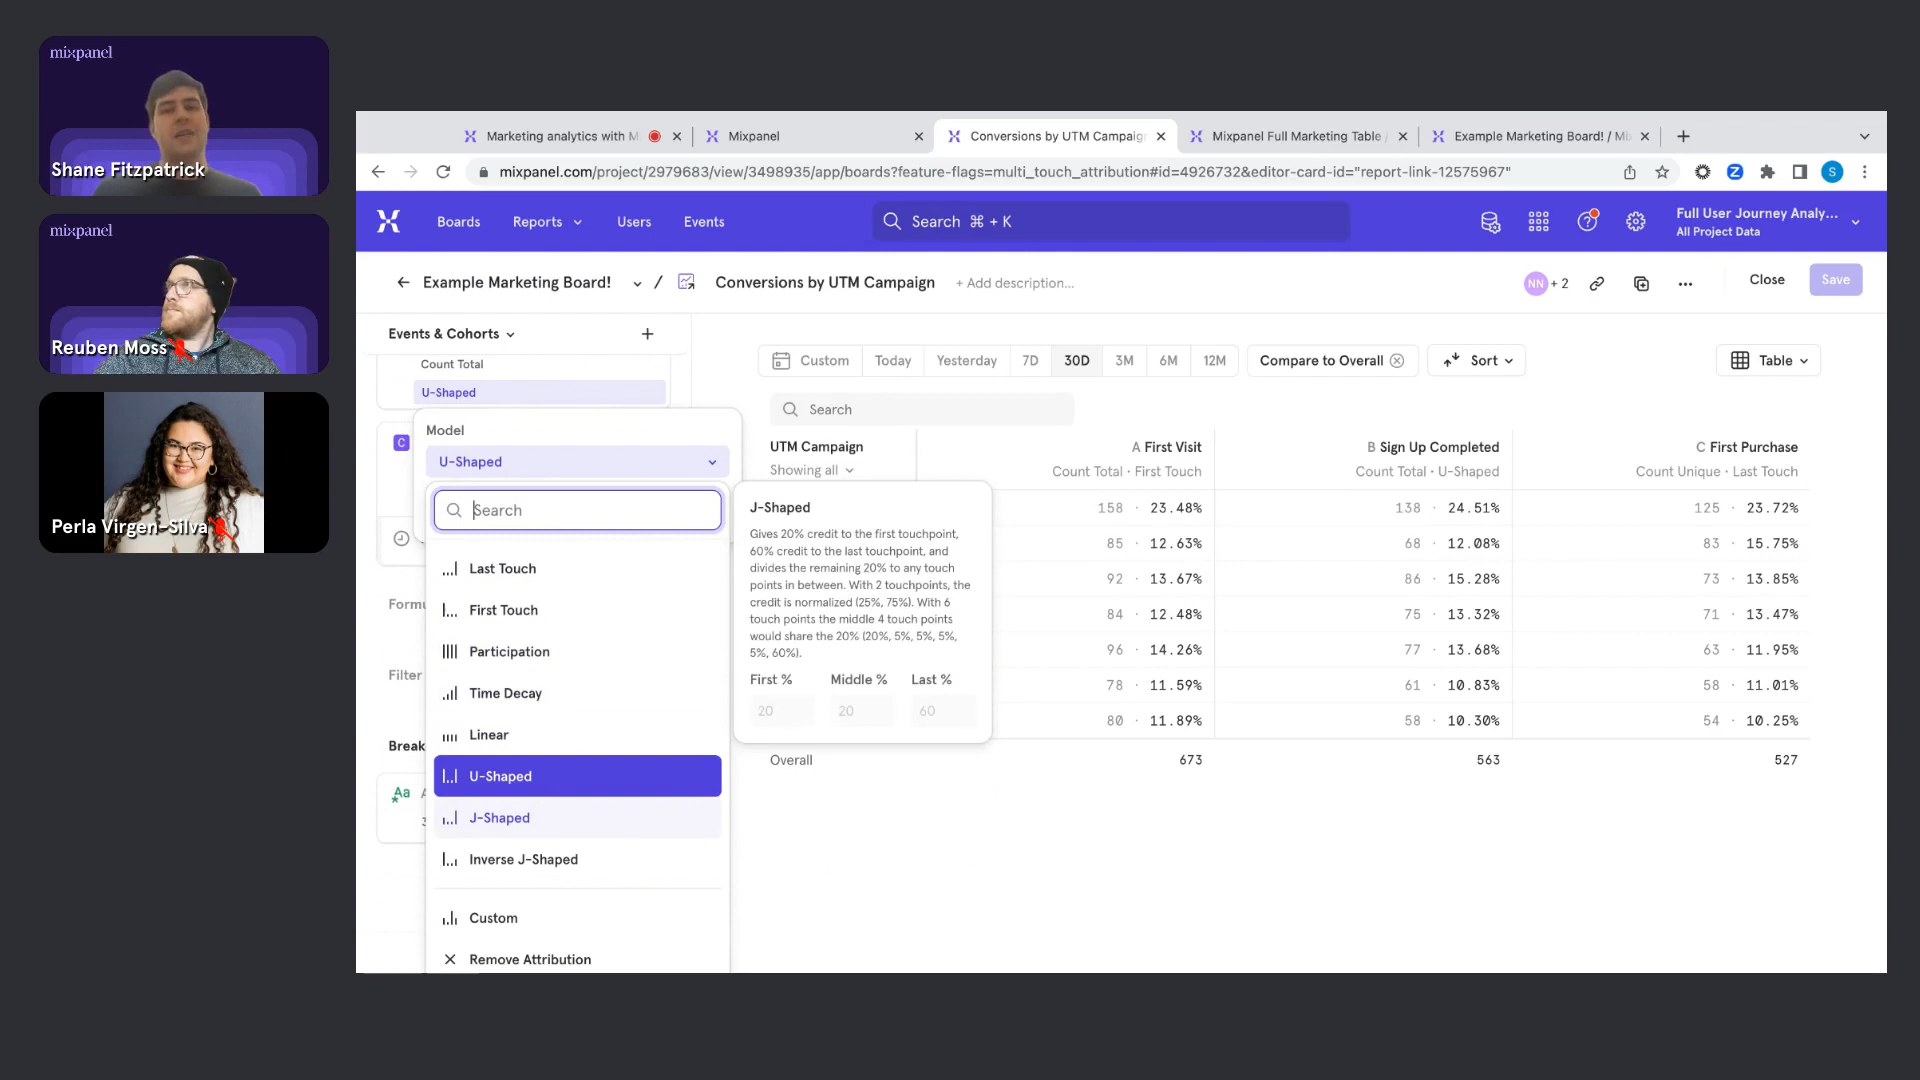 mixpanel
Shane Fitzpatrick
mixpanel
Reuben Moss
Perla Virgen-Silva
Marketing analytics with M
Mixpanel
Conversions by UTM Campaign
Mixpanel Full Marketing Table /
Example Marketing Board! / Mi
mixpanel.com/project/2979683/view/3498935/app/boards?feature-flags=multi_touch_attribution#id=4926732&editor-card-id="report-link-12575967"
S
Boards
Reports
Users
Events
Search ⌘ + K
Full User Journey Analy...
All Project Data
Example Marketing Board! /
Conversions by UTM Campaign
+ Add description...
NN + 2
Close
Save
Events & Cohorts
Count Total
U-Shaped
C
Model
U-Shaped
Search
Last Touch
First Touch
Participation
Time Decay
Linear
U-Shaped
J-Shaped
Inverse J-Shaped
Custom
Remove Attribution
Formu
Filter
Break
Aa
J-Shaped
Gives 20% credit to the first touchpoint,
60% credit to the last touchpoint, and
divides the remaining 20% to any touch
points in between. With 2 touchpoints, the
credit is normalized (25%, 75%). With 6
touch points the middle 4 touch points
would share the 20% (20%, 5%, 5%, 5%,
5%, 60%).
First % Middle % Last %
20 20 60
Custom Today Yesterday 7D 30D 3M 6M 12M
Compare to Overall
Sort
Table
Search
UTM Campaign A First Visit B Sign Up Completed C First Purchase
Showing all Count Total · First Touch Count Total · U-Shaped Count Unique · Last Touch
158 · 23.48% 138 · 24.51% 125 · 23.72%
85 · 12.63% 68 · 12.08% 83 · 15.75%
92 · 13.67% 86 · 15.28% 73 · 13.85%
84 · 12.48% 75 · 13.32% 71 · 13.47%
96 · 14.26% 77 · 13.68% 63 · 11.95%
78 · 11.59% 61 · 10.83% 58 · 11.01%
80 · 11.89% 58 · 10.30% 54 · 10.25%
Overall 673 563 527